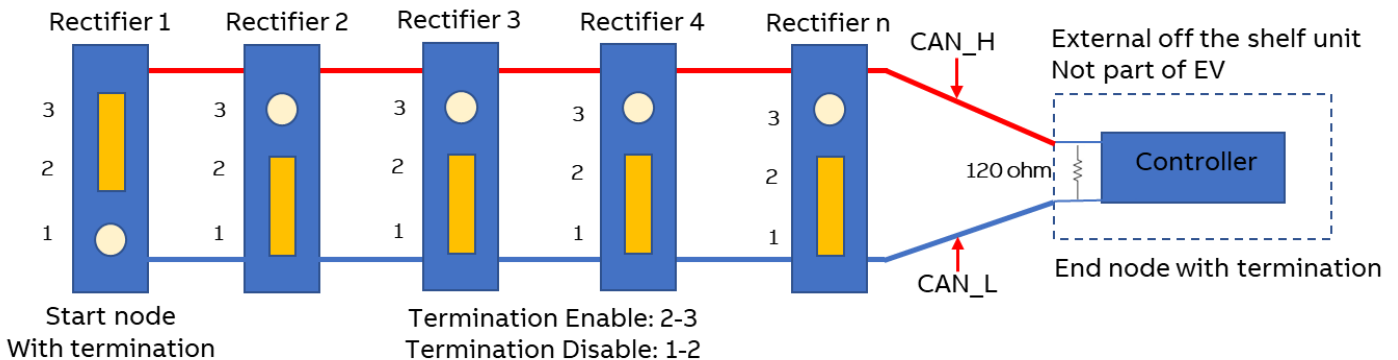 Rectifier 1
Rectifier 2
Rectifier 3
Rectifier 4
Rectifier n
CAN_H
External off the shelf unit
Not part of EV
3
2
1
3
2
1
3
2
1
3
2
1
3
2
1
120 ohm
Controller
CAN_L
End node with termination
Start node
With termination
Termination Enable: 2-3
Termination Disable: 1-2